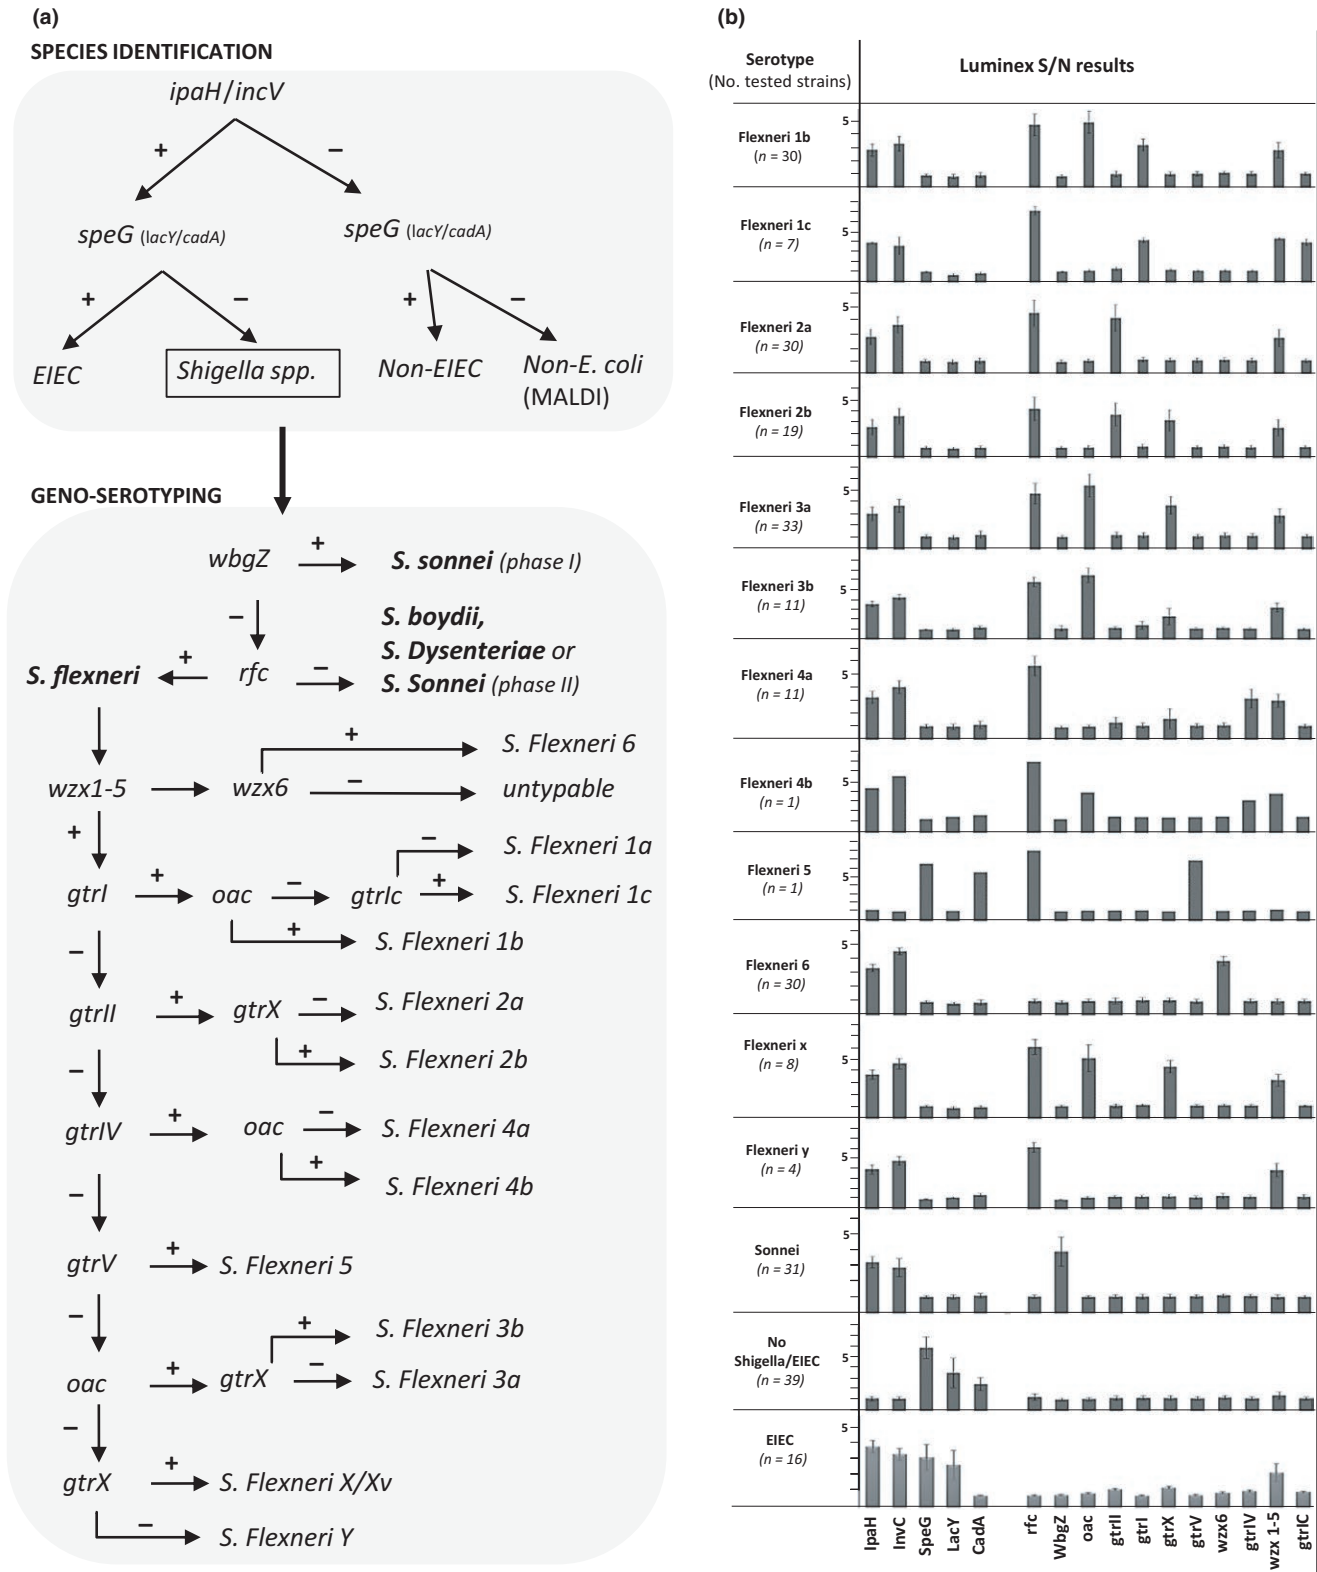 (a)
SPECIES IDENTIFICATION
ipaH/incV
+
–
speG (lacY/cadA)
speG (lacY/cadA)
+
–
+
–
EIEC
Shigella spp.
Non-EIEC
Non-E. coli
(MALDI)
GENO-SEROTYPING
wbgZ
+
S. sonnei (phase I)
–
S. boydii,
S. Dysenteriae or
S. Sonnei (phase II)
S. flexneri
+
rfc
–
wzx1-5
wzx6
+
S. Flexneri 6
–
untypable
+
gtrI
+
oac
–
gtrIc
–
S. Flexneri 1a
+
S. Flexneri 1c
+
S. Flexneri 1b
–
gtrII
+
gtrX
–
S. Flexneri 2a
+
S. Flexneri 2b
–
gtrIV
+
oac
–
S. Flexneri 4a
+
S. Flexneri 4b
–
gtrV
+
S. Flexneri 5
–
oac
+
gtrX
+
S. Flexneri 3b
–
S. Flexneri 3a
–
gtrX
+
S. Flexneri X/Xv
–
S. Flexneri Y
(b)
Serotype
(No. tested strains)
Luminex S/N results
Flexneri 1b
(n = 30)
5
Flexneri 1c
(n = 7)
5
Flexneri 2a
(n = 30)
5
Flexneri 2b
(n = 19)
5
Flexneri 3a
(n = 33)
5
Flexneri 3b
(n = 11)
5
Flexneri 4a
(n = 11)
5
Flexneri 4b
(n = 1)
5
Flexneri 5
(n = 1)
5
Flexneri 6
(n = 30)
5
Flexneri x
(n = 8)
5
Flexneri y
(n = 4)
5
Sonnei
(n = 31)
5
No
Shigella/EIEC
(n = 39)
5
EIEC
(n = 16)
5
IpaH
InvC
SpeG
LacY
CadA
rfc
WbgZ
oac
gtrII
gtrI
gtrX
gtrV
wzx6
gtrIV
wzx 1-5
gtrIC